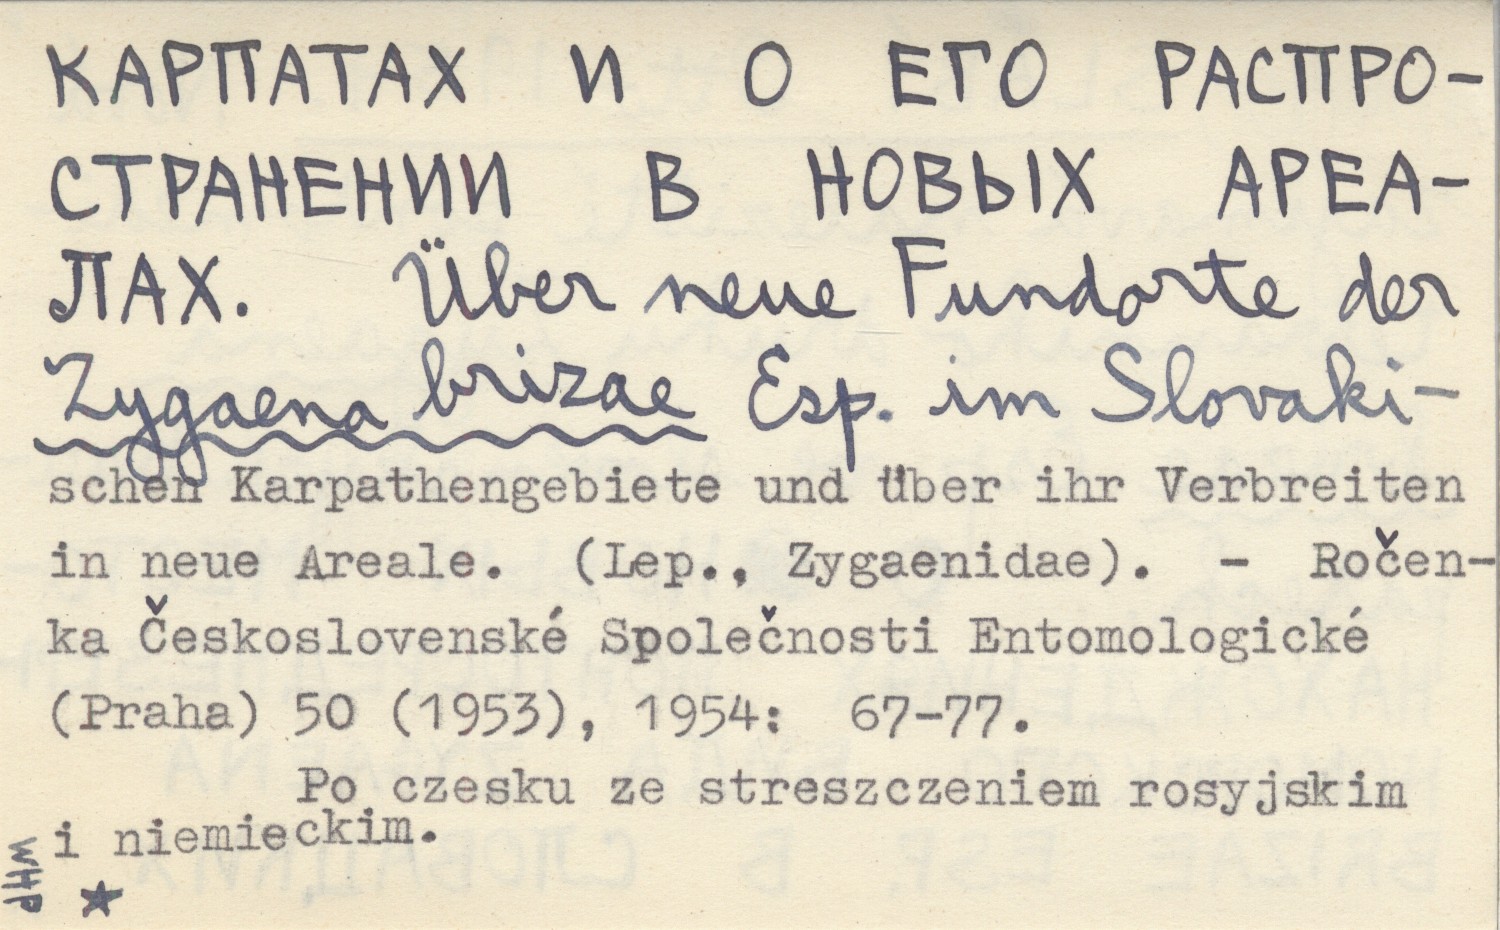 КАРПАТАХ И О ЕГО РАСПРО-
СТРАНЕНИИ В НОВЫХ АРЕА-
ЛАХ. Über neue Fundorte der
Zygaena brizae Esp. im Slovaki-
schen Karpathengebiete und über ihr Verbreiten
in neue Areale. (Lep., Zygaenidae). - Ročen-
ka Československé Společnosti Entomologické
(Praha) 50 (1953), 1954: 67-77.
Po czesku ze streszczeniem rosyjskim
i niemieckim.
WHP